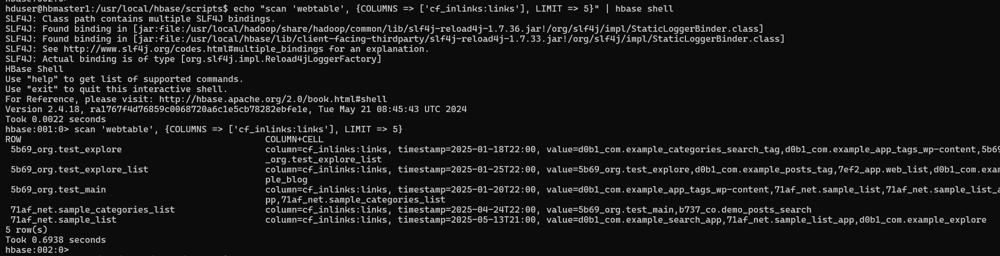 hduser@hbmaster1:/usr/local/hbase/scripts$ echo "scan 'webtable', {COLUMNS => ['cf_inlinks:links'], LIMIT => 5}" | hbase shell
SLF4J: Class path contains multiple SLF4J bindings.
SLF4J: Found binding in [jar:file:/usr/local/hadoop/share/hadoop/common/lib/slf4j-reload4j-1.7.36.jar!/org/slf4j/impl/StaticLoggerBinder.class]
SLF4J: Found binding in [jar:file:/usr/local/hbase/lib/client-facing-thirdparty/slf4j-reload4j-1.7.33.jar!/org/slf4j/impl/StaticLoggerBinder.class]
SLF4J: See http://www.slf4j.org/codes.html#multiple_bindings for an explanation.
SLF4J: Actual binding is of type [org.slf4j.impl.Reload4jLoggerFactory]
HBase Shell
Use "help" to get list of supported commands.
Use "exit" to quit this interactive shell.
For Reference, please visit: http://hbase.apache.org/2.0/book.html#shell
Version 2.4.18, ra1767f4d76859c0068720a6c1e5cb78282ebfe1e, Tue May 21 08:45:43 UTC 2024
Took 0.0022 seconds
hbase:001:0> scan 'webtable', {COLUMNS => ['cf_inlinks:links'], LIMIT => 5}
ROW COLUMN+CELL
5b69_org.test_explore column=cf_inlinks:links, timestamp=2025-01-18T22:00, value=d0b1_com.example_categories_search_tag,d0b1_com.example_app_tags_wp-content,5b69
_org.test_explore_list
5b69_org.test_explore_list column=cf_inlinks:links, timestamp=2025-01-25T22:00, value=5b69_org.test_explore,d0b1_com.example_posts_tag,7ef2_app.web_list,d0b1_com.exam
ple_blog
5b69_org.test_main column=cf_inlinks:links, timestamp=2025-01-20T22:00, value=d0b1_com.example_app_tags_wp-content,71af_net.sample_list,71af_net.sample_list_a
pp,71af_net.sample_categories_list
71af_net.sample_categories_list column=cf_inlinks:links, timestamp=2025-04-24T22:00, value=5b69_org.test_main,b737_co.demo_posts_search
71af_net.sample_list column=cf_inlinks:links, timestamp=2025-05-13T21:00, value=d0b1_com.example_search_app,71af_net.sample_list_app,d0b1_com.example_explore
5 row(s)
Took 0.6938 seconds
hbase:002:0>